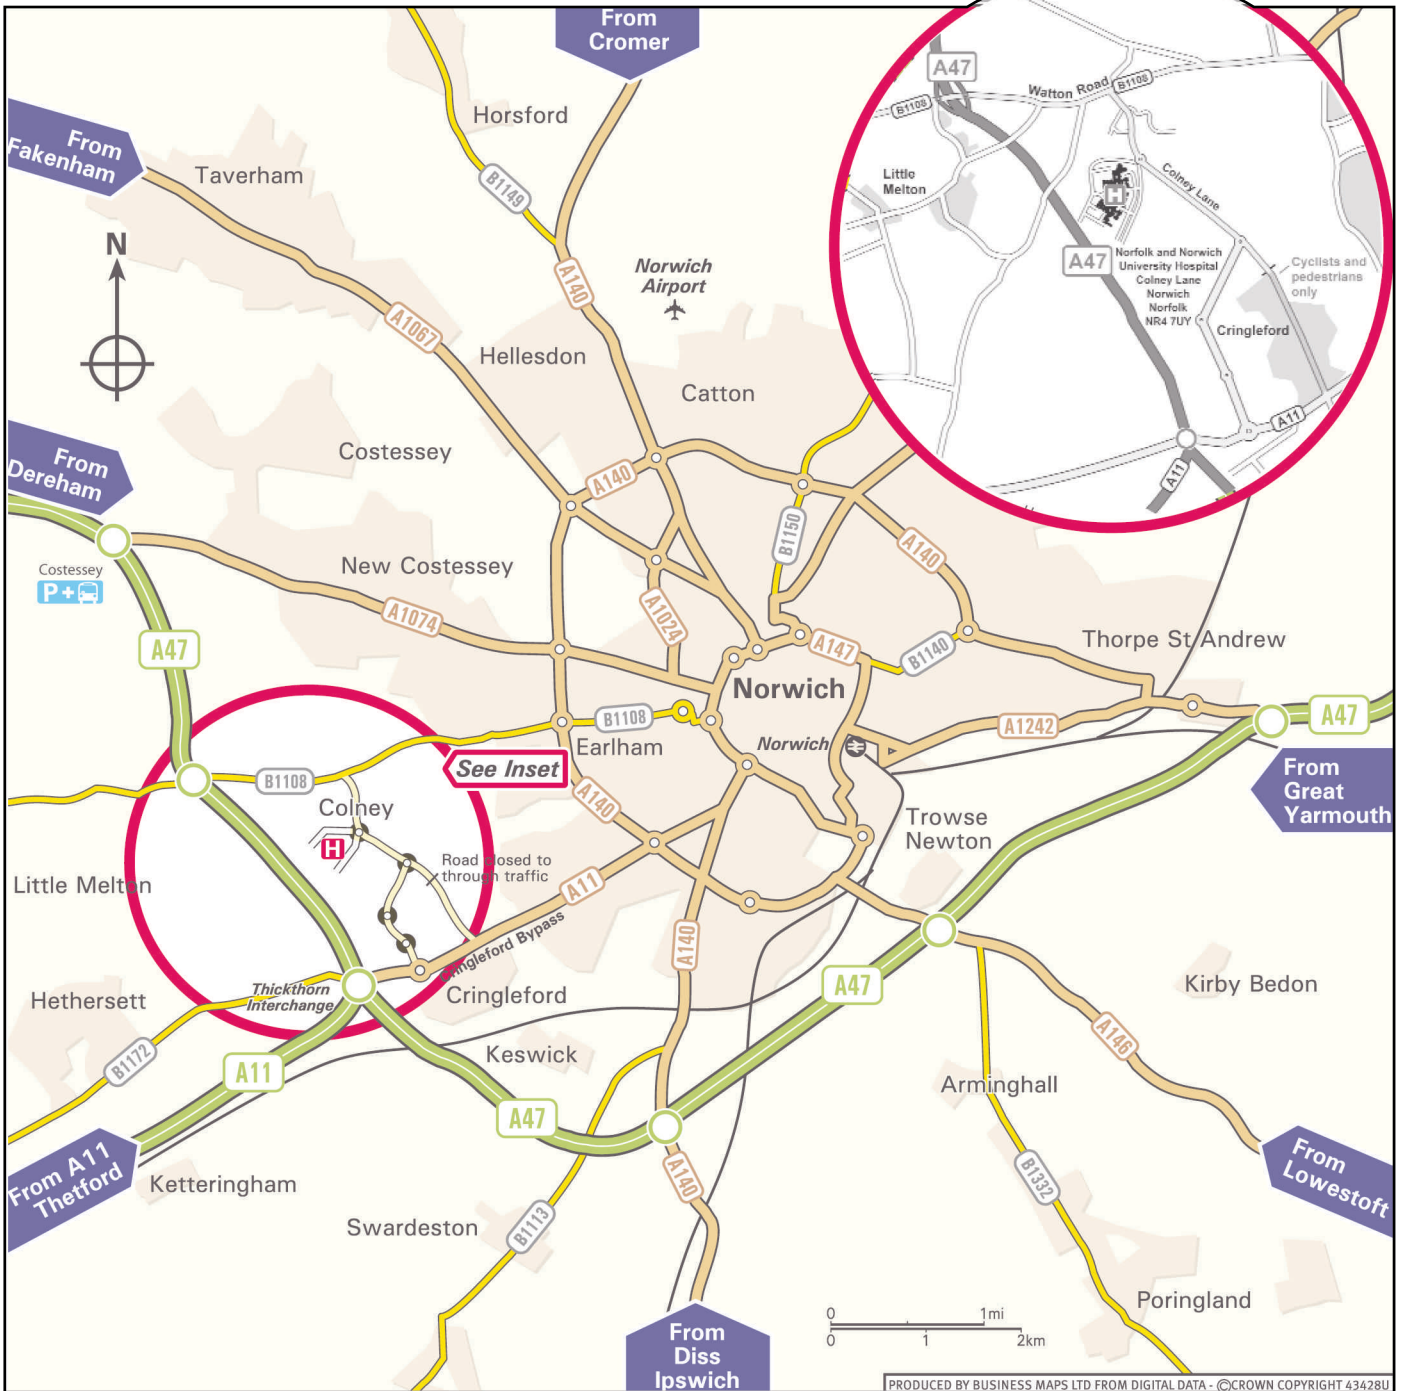 From
Cromer
From
Fakenham
Taverham
Horsford
B1149
N
A140
Norwich
Airport
A1067
Hellesdon
Catton
From
Dereham
Costessey
A140
B1150
A140
New Costessey
Costessey
P+
A1074
A1024
A147
B1140
Thorpe St Andrew
A47
Norwich
B1108
Norwich
A1242
A47
Earlham
See Inset
B1108
From
Great
Yarmouth
Colney
H
A140
Trowse
Newton
Road closed to
through traffic
Little Melton
A11
Cringleford Bypass
A140
A47
Kirby Bedon
Hethersett
Thickthorn
Interchange
Cringleford
B1172
A11
Keswick
A146
Arminghall
A47
From A11
Thetford
Ketteringham
A140
B1332
From
Lowestoft
Swardeston
B1113
Poringland
0 1mi
0 1 2km
From
Diss
Ipswich
PRODUCED BY BUSINESS MAPS LTD FROM DIGITAL DATA - ©CROWN COPYRIGHT 43428U
A47
B1108
Watton Road
B1108
Little
Melton
H
Colney Lane
A47
Norfolk and Norwich
University Hospital
Colney Lane
Norwich
Norfolk
NR4 7UY
Cyclists and
pedestrians
only
Cringleford
A11
A11